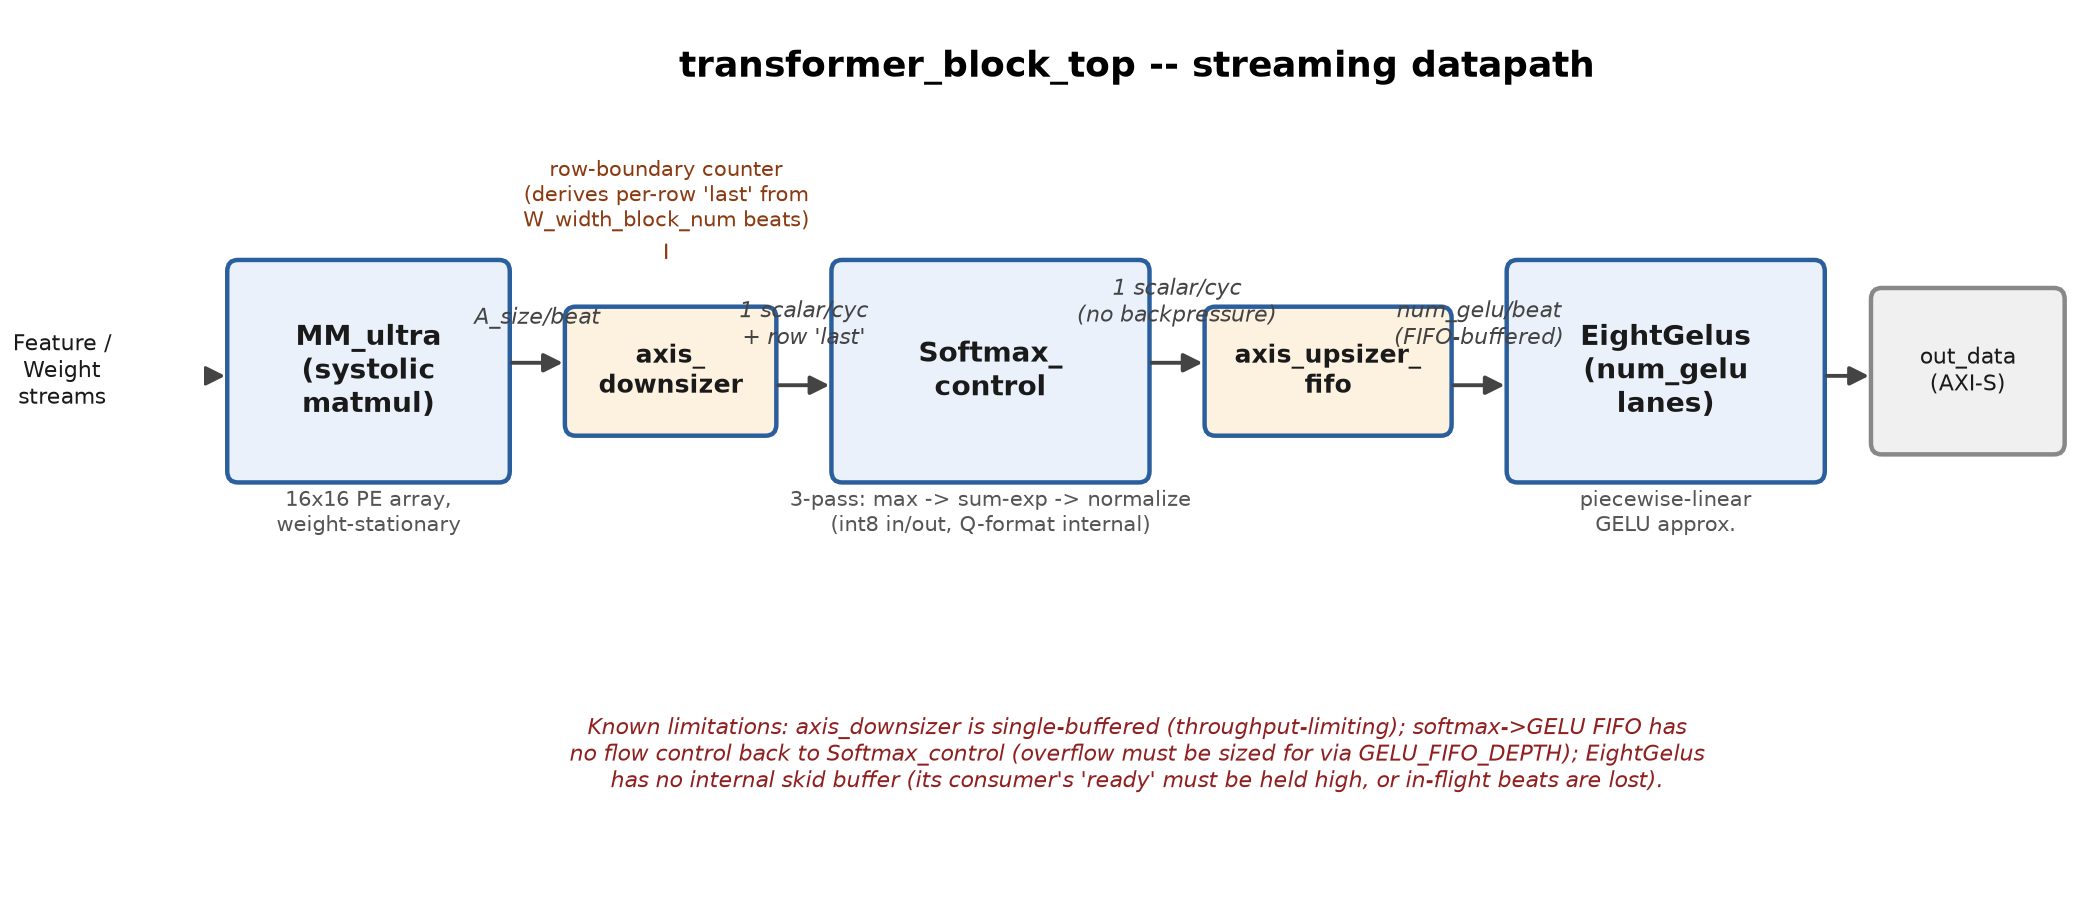 transformer_block_top -- streaming datapath
row-boundary counter
(derives per-row 'last' from
W_width_block_num beats)
Feature /
Weight
streams
MM_ultra
(systolic
matmul)
16x16 PE array,
weight-stationary
A_size/beat
axis_
downsizer
1 scalar/cyc
+ row 'last'
Softmax_
control
3-pass: max -> sum-exp -> normalize
(int8 in/out, Q-format internal)
1 scalar/cyc
(no backpressure)
axis_upsizer_
fifo
num_gelu/beat
(FIFO-buffered)
EightGelus
(num_gelu
lanes)
piecewise-linear
GELU approx.
out_data
(AXI-S)
Known limitations: axis_downsizer is single-buffered (throughput-limiting); softmax->GELU FIFO has
no flow control back to Softmax_control (overflow must be sized for via GELU_FIFO_DEPTH); EightGelus
has no internal skid buffer (its consumer's 'ready' must be held high, or in-flight beats are lost).